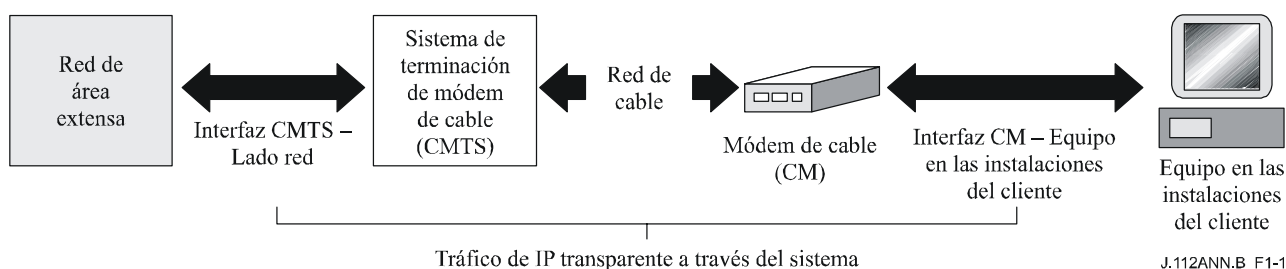 Red de
área
extensa
Interfaz CMTS –
Lado red
Sistema de
terminación
de módem
de cable
(CMTS)
Red de
cable
Módem de cable
(CM)
Interfaz CM – Equipo
en las instalaciones
del cliente
Equipo en las
instalaciones
del cliente
Tráfico de IP transparente a través del sistema
J.112ANN.B F1-1